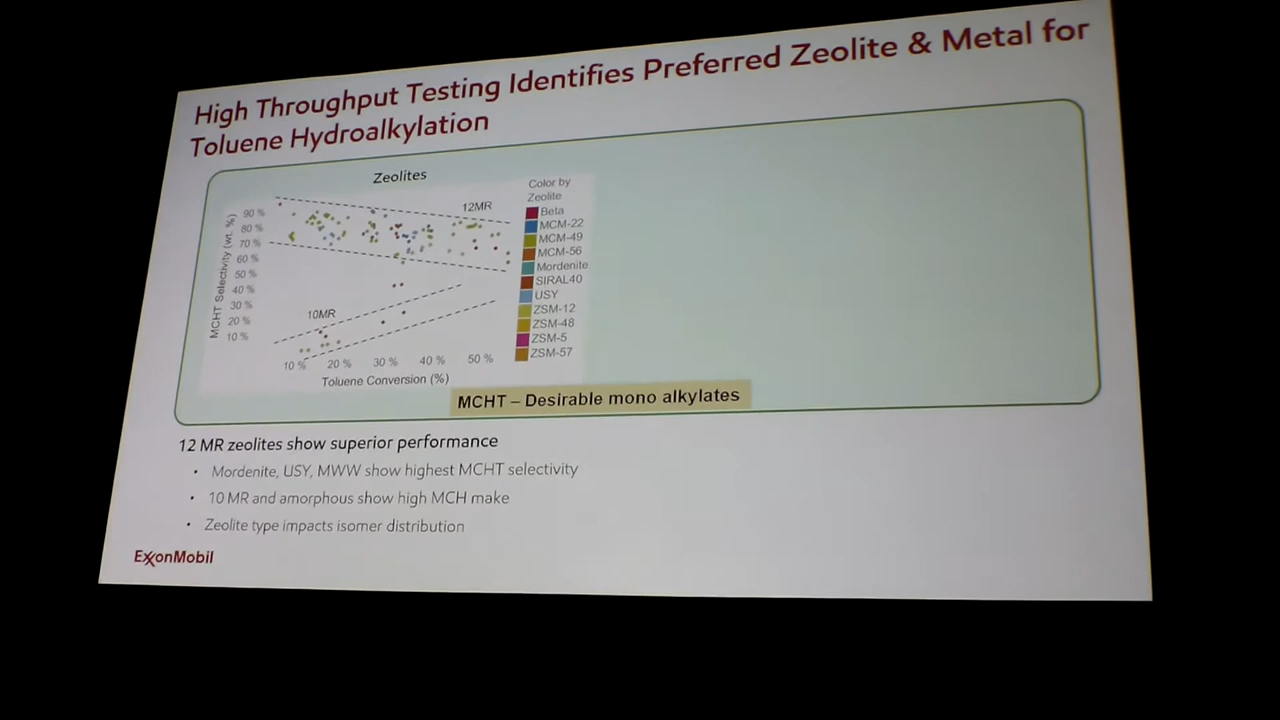 High Throughput Testing Identifies Preferred Zeolite & Metal for
Toluene Hydroalkylation
Zeolites
MCHT Selectivity (wt. %)
90 %
80 %
70 %
60 %
50 %
40 %
30 %
20 %
10 %
12MR
10MR
10 %
20 %
30 %
40 %
50 %
Toluene Conversion (%)
Color by
Zeolite
Beta
MCM-22
MCM-49
MCM-56
Mordenite
SIRAL40
USY
ZSM-12
ZSM-48
ZSM-5
ZSM-57
MCHT – Desirable mono alkylates
12 MR zeolites show superior performance
• Mordenite, USY, MWW show highest MCHT selectivity
• 10 MR and amorphous show high MCH make
• Zeolite type impacts isomer distribution
ExxonMobil